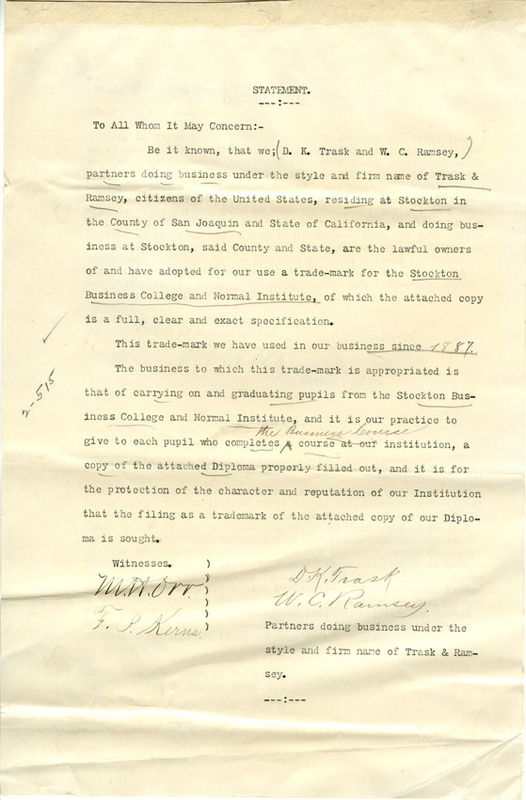 STATEMENT.
---:---
To All Whom It May Concern:-
Be it known, that we;(D. K. Trask and W. C. Ramsey,)
partners doing business under the style and firm name of Trask &
Ramsey, citizens of the United States, residing at Stockton in
the County of San Joaquin and State of California, and doing bus-
iness at Stockton, said County and State, are the lawful owners
of and have adopted for our use a trade-mark for the Stockton
Business College and Normal Institute, of which the attached copy
is a full, clear and exact specification.
This trade-mark we have used in our business since 1887.
The business to which this trade-mark is appropriated is
2-515
that of carrying on and graduating pupils from the Stockton Bus-
iness College and Normal Institute, and it is our practice to
the Business course
give to each pupil who completes a course at our institution, a
copy of the attached Diploma properly filled out, and it is for
the protection of the character and reputation of our Institution
that the filing as a trademark of the attached copy of our Diplo-
ma is sought.
Witnesses. )
M.H. Orr
F. P. Kerns
D.K. Trask
W. C. Ramsey.
Partners doing business under the
style and firm name of Trask & Ram-
sey.
---:---